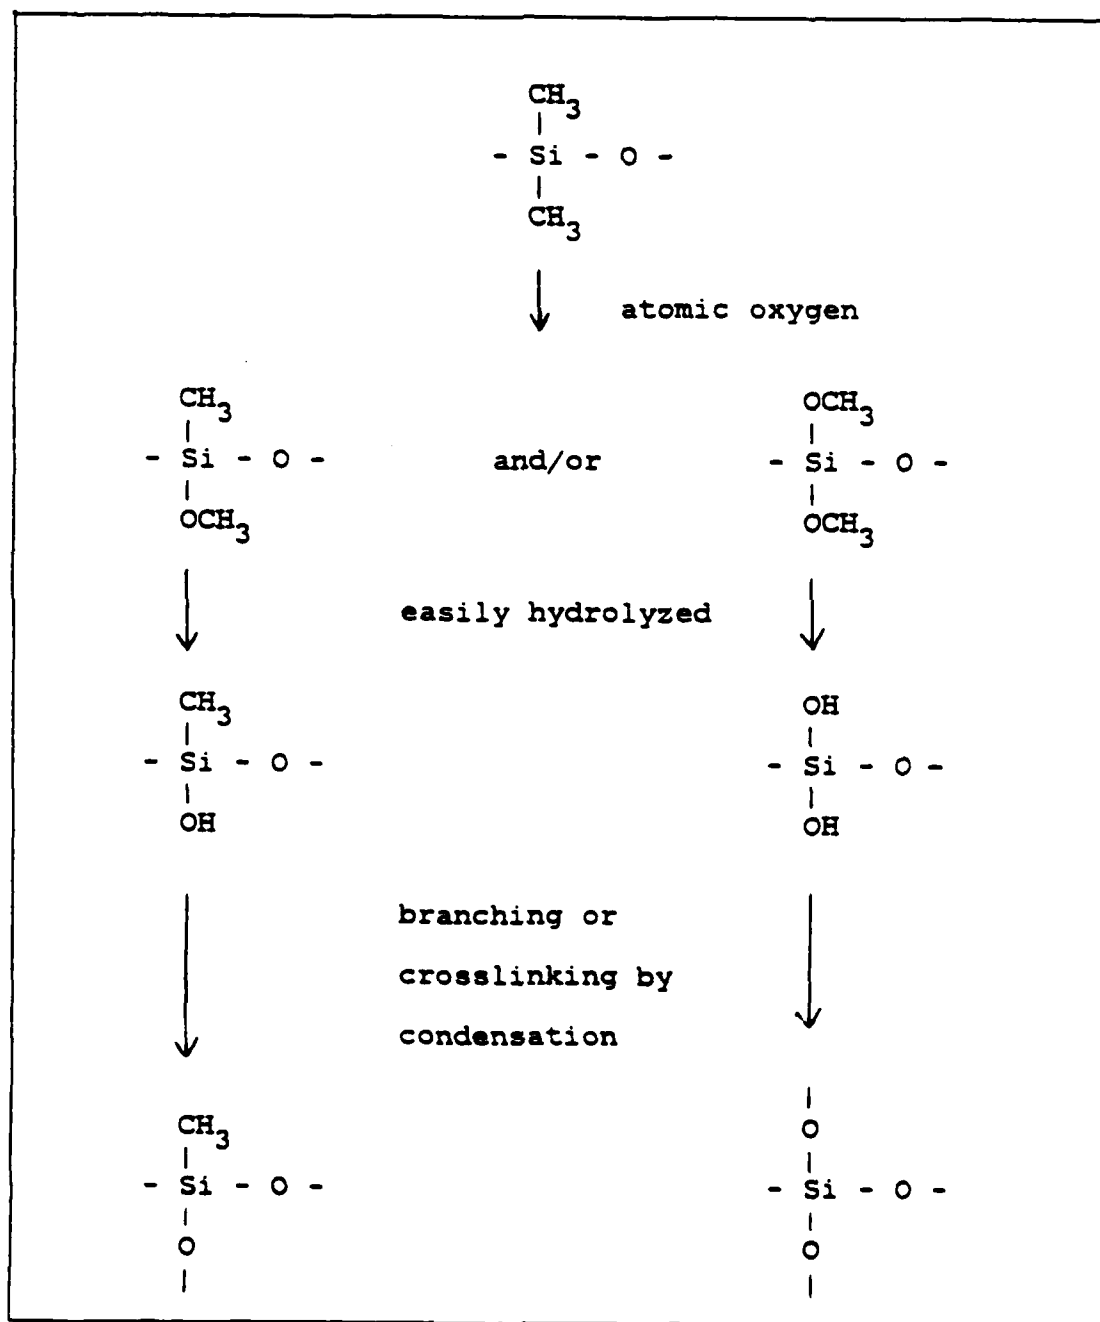 CH3
|
- Si - O -
|
CH3
atomic oxygen
CH3 OCH3
| |
- Si - O - and/or - Si - O -
| |
OCH3 OCH3
easily hydrolyzed
CH3 OH
| |
- Si - O - - Si - O -
| |
OH OH
branching or
crosslinking by
condensation
|
CH3 O
| |
- Si - O - - Si - O -
| |
O O
| |